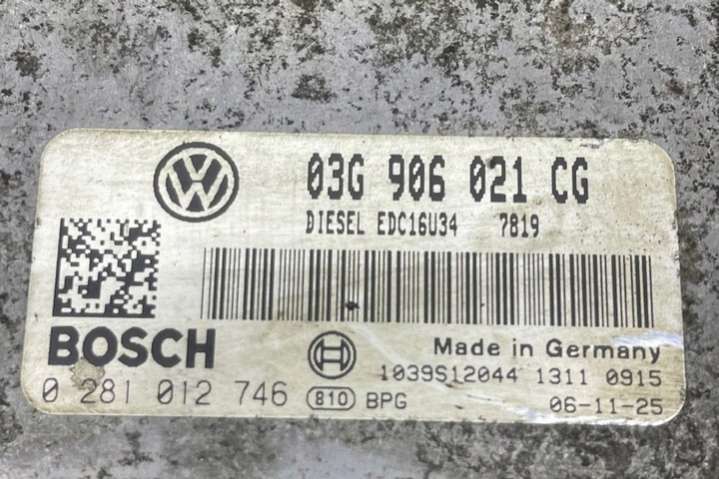 03G 906 021 CG
DIESEL EDC16U34 7819
BOSCH
Made in Germany
1039S12044 1311 0915
0 281 012 746 810 BPG
06-11-25